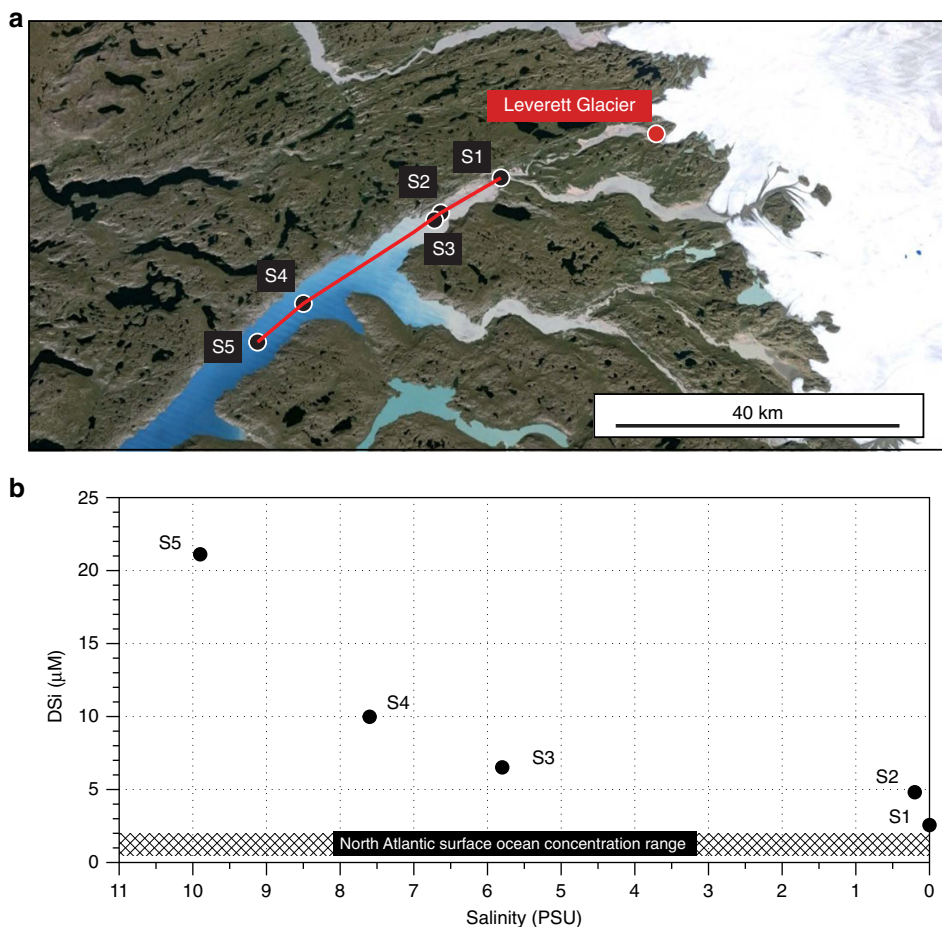 a
Leverett Glacier
S1
S2
S3
S4
S5
40 km
b
25
20
15
10
5
0
DSi (μM)
S5
S4
S3
S2
S1
North Atlantic surface ocean concentration range
11 10 9 8 7 6 5 4 3 2 1 0
Salinity (PSU)